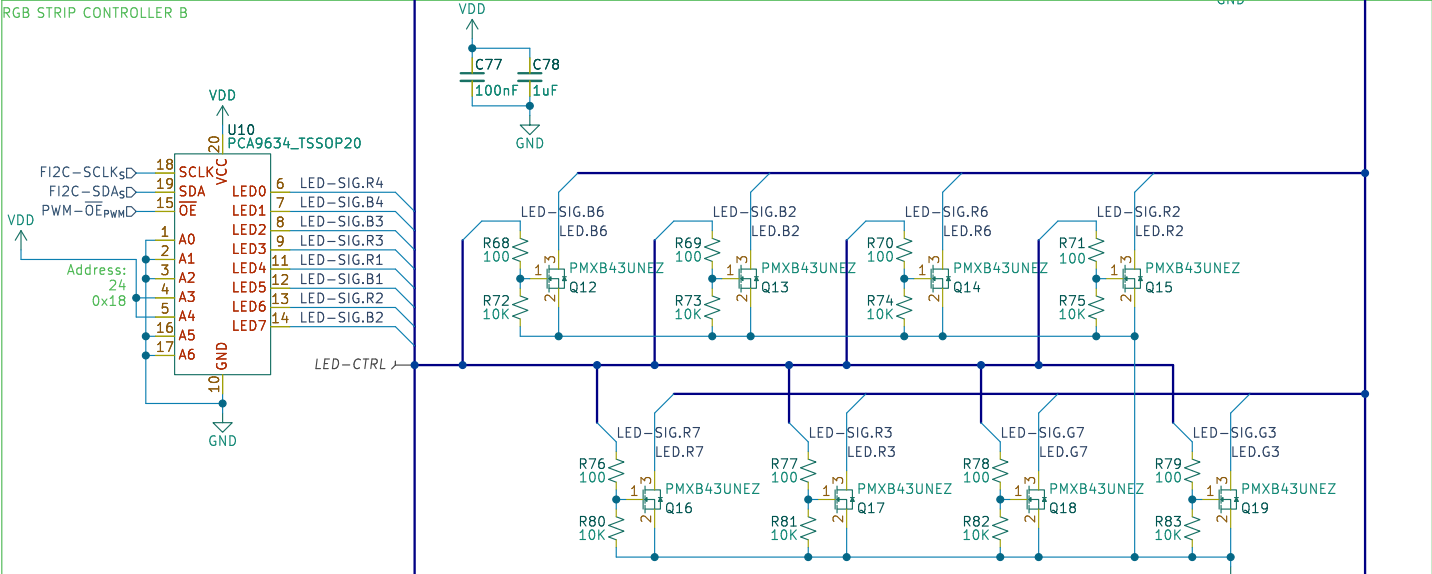 RGB STRIP CONTROLLER B
GND
VDD
C77
100nF
C78
1uF
GND
VDD
U10
PCA9634_TSSOP20
20
VCC
FI2C-SCLKS
18
SCLK
FI2C-SDAS
19
SDA
PWM-OEPWM
15
OE
VDD
1
A0
2
A1
3
A2
4
A3
5
A4
16
A5
17
A6
Address:
24
0x18
GND
10
GND
LED0
6
LED-SIG.R4
LED1
7
LED-SIG.B4
LED2
8
LED-SIG.B3
LED3
9
LED-SIG.R3
LED4
11
LED-SIG.R1
LED5
12
LED-SIG.B1
LED6
13
LED-SIG.R2
LED7
14
LED-SIG.B2
LED-CTRL
LED-SIG.B6
LED.B6
R68
100
3
1
2
PMXB43UNEZ
Q12
R72
10K
LED-SIG.B2
LED.B2
R69
100
3
1
2
PMXB43UNEZ
Q13
R73
10K
LED-SIG.R6
LED.R6
R70
100
3
1
2
PMXB43UNEZ
Q14
R74
10K
LED-SIG.R2
LED.R2
R71
100
3
1
2
PMXB43UNEZ
Q15
R75
10K
LED-SIG.R7
LED.R7
R76
100
3
1
2
PMXB43UNEZ
Q16
R80
10K
LED-SIG.R3
LED.R3
R77
100
3
1
2
PMXB43UNEZ
Q17
R81
10K
LED-SIG.G7
LED.G7
R78
100
3
1
2
PMXB43UNEZ
Q18
R82
10K
LED-SIG.G3
LED.G3
R79
100
3
1
2
PMXB43UNEZ
Q19
R83
10K